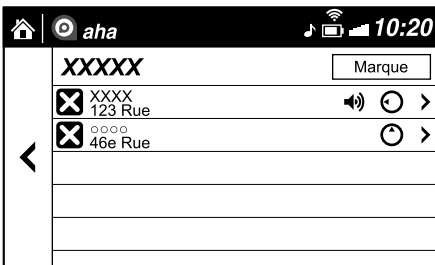 aha
10:20
XXXXX
Marque
XXXX
123 Rue
○○○○
46e Rue